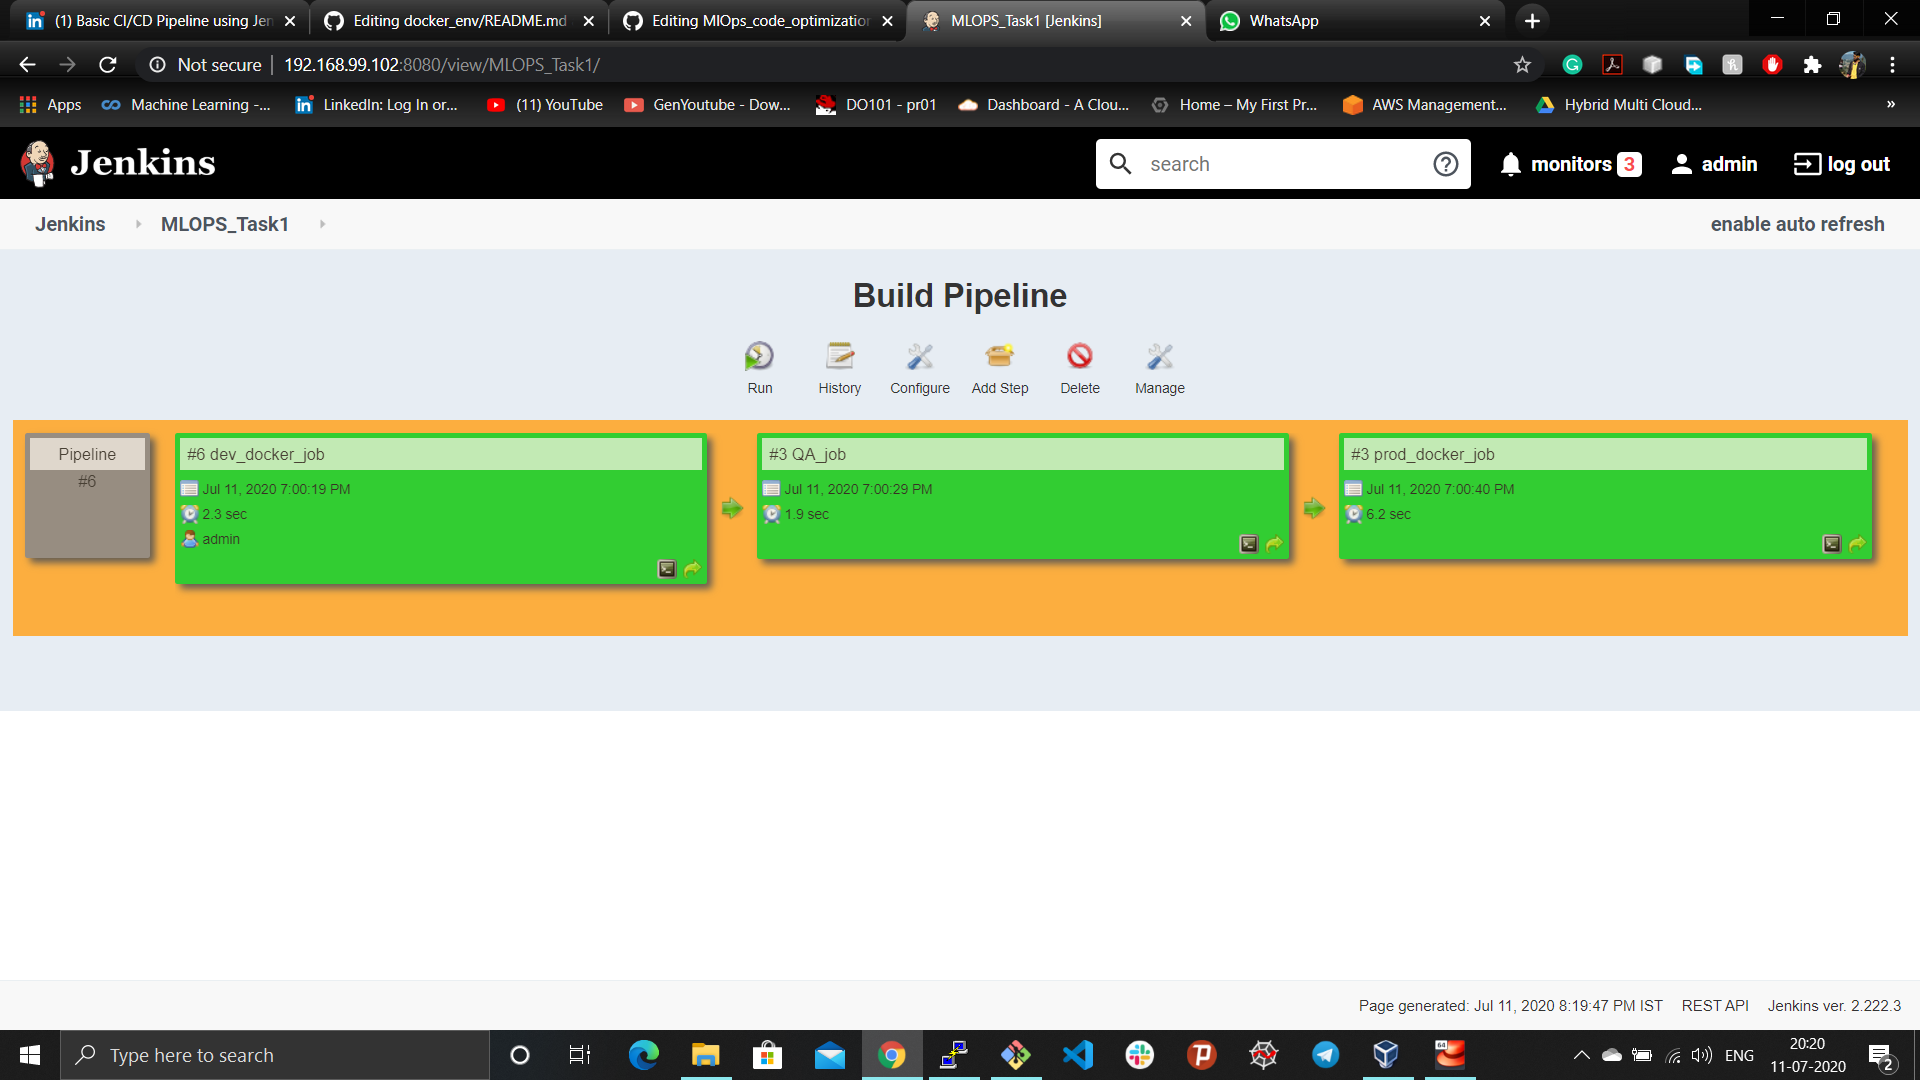 (1) Basic CI/CD Pipeline using Jen
Editing docker_env/README.md
Editing MlOps_code_optimization
MLOPS_Task1 [Jenkins]
WhatsApp
Not secure | 192.168.99.102:8080/view/MLOPS_Task1/
Apps
Machine Learning -...
LinkedIn: Log In or...
(11) YouTube
GenYoutube - Dow...
DO101 - pr01
Dashboard - A Clou...
Home – My First Pr...
AWS Management...
Hybrid Multi Cloud...
»
Jenkins
search
monitors 3
admin
log out
Jenkins
MLOPS_Task1
enable auto refresh
Build Pipeline
Run
History
Configure
Add Step
Delete
Manage
Pipeline
#6
#6 dev_docker_job
Jul 11, 2020 7:00:19 PM
2.3 sec
admin
#3 QA_job
Jul 11, 2020 7:00:29 PM
1.9 sec
#3 prod_docker_job
Jul 11, 2020 7:00:40 PM
6.2 sec
Page generated: Jul 11, 2020 8:19:47 PM IST
REST API
Jenkins ver. 2.222.3
Type here to search
ENG
20:20
11-07-2020
2